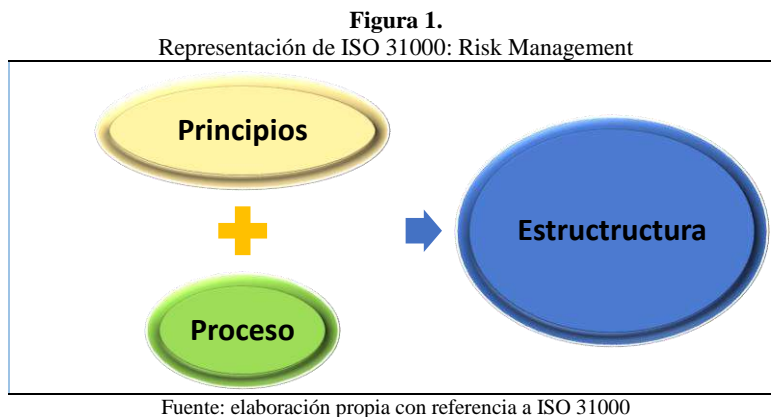 Figura 1.
Representación de ISO 31000: Risk Management
Principios
Proceso
Estructructura
Fuente: elaboración propia con referencia a ISO 31000